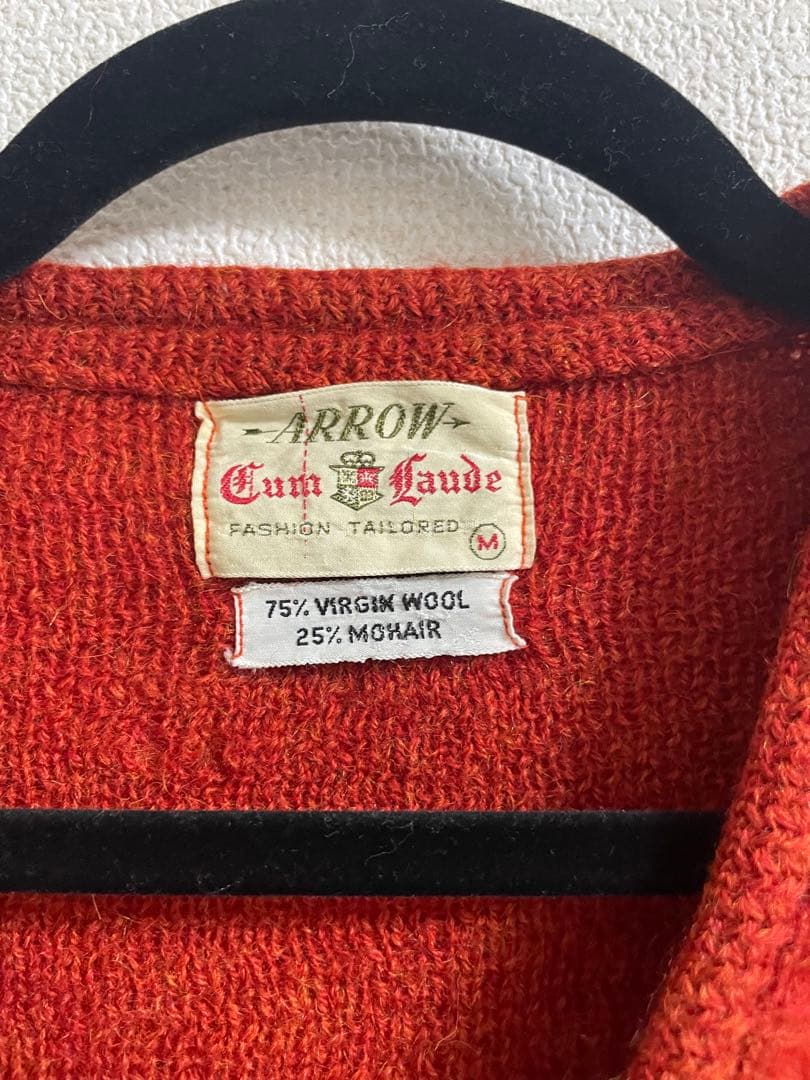 ARROW
Cum Laude
FASHION TAILORED M
75% VIRGIN WOOL
25% MOHAIR